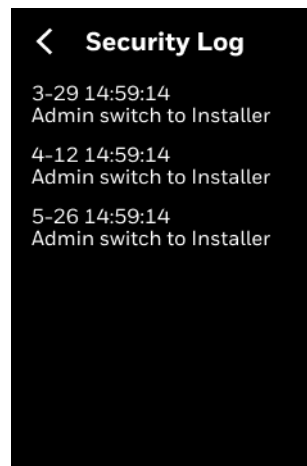 Security Log
3-29 14:59:14
Admin switch to Installer
4-12 14:59:14
Admin switch to Installer
5-26 14:59:14
Admin switch to Installer